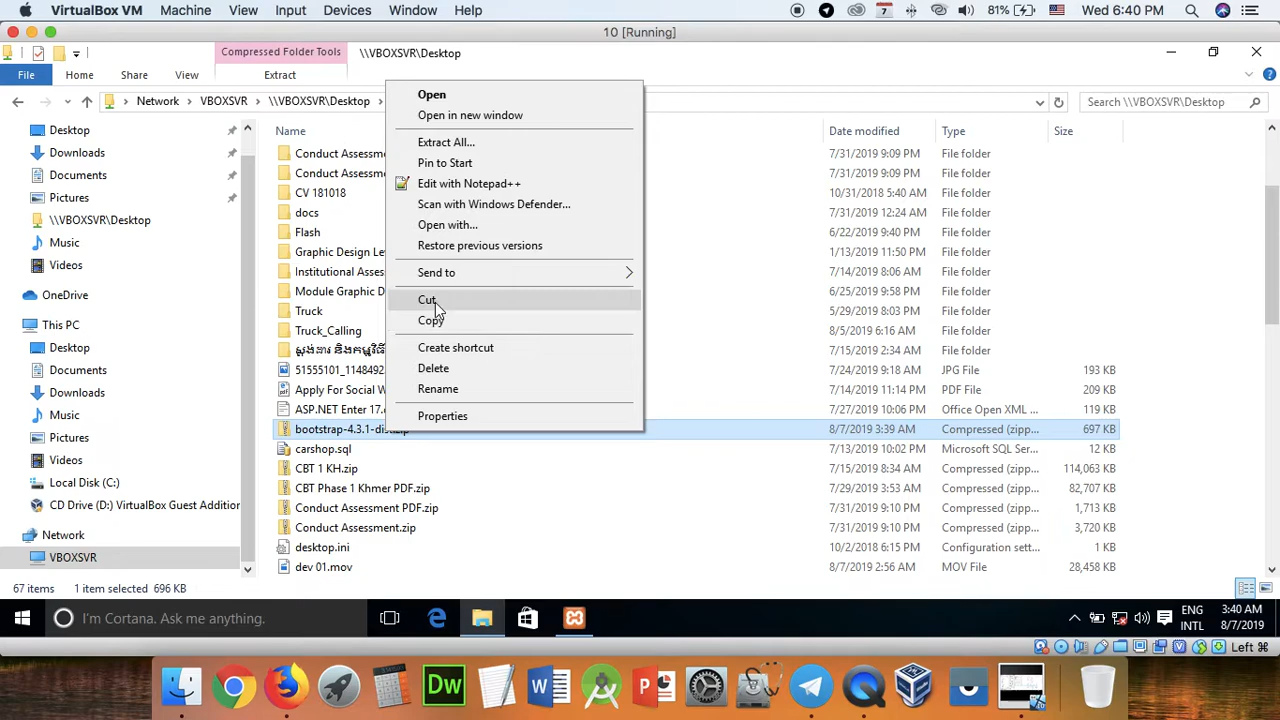 VirtualBox VM Machine View Input Devices Window Help 7 81% Wed 6:40 PM
10 [Running]
Compressed Folder Tools \\VBOXSVR\Desktop
File Home Share View Extract
Network VBOXSVR \\VBOXSVR\Desktop Search \\VBOXSVR\Desktop
Desktop
Downloads
Documents
Pictures
\\VBOXSVR\Desktop
Music
Videos
OneDrive
This PC
Desktop
Documents
Downloads
Music
Pictures
Videos
Local Disk (C:)
CD Drive (D:) VirtualBox Guest Addition
Network
VBOXSVR
Name Date modified Type Size
Conduct Assessm 7/31/2019 9:09 PM File folder
Conduct Assessm 7/31/2019 9:09 PM File folder
CV 181018 10/31/2018 5:40 AM File folder
docs 7/31/2019 12:24 AM File folder
Flash 6/22/2019 9:40 PM File folder
Graphic Design Le 1/13/2019 11:50 PM File folder
Institutional Asses 7/14/2019 8:06 AM File folder
Module Graphic D 6/25/2019 9:58 PM File folder
Truck 5/29/2019 8:03 PM File folder
Truck_Calling 8/5/2019 6:16 AM File folder
7/15/2019 2:34 AM File folder
51555101_1148492 7/24/2019 9:18 AM JPG File 193 KB
Apply For Social W 7/14/2019 11:14 PM PDF File 209 KB
ASP.NET Enter 17. 7/27/2019 10:06 PM Office Open XML ... 119 KB
bootstrap-4.3.1-dist.zip 8/7/2019 3:39 AM Compressed (zipp... 697 KB
carshop.sql 7/13/2019 10:02 PM Microsoft SQL Ser... 12 KB
CBT 1 KH.zip 7/15/2019 8:34 AM Compressed (zipp... 114,063 KB
CBT Phase 1 Khmer PDF.zip 7/29/2019 3:53 AM Compressed (zipp... 82,707 KB
Conduct Assessment PDF.zip 7/31/2019 9:10 PM Compressed (zipp... 1,713 KB
Conduct Assessment.zip 7/31/2019 9:10 PM Compressed (zipp... 3,720 KB
desktop.ini 10/2/2018 6:15 PM Configuration sett... 1 KB
dev 01.mov 8/7/2019 2:56 AM MOV File 28,458 KB
Open
Open in new window
Extract All...
Pin to Start
Edit with Notepad++
Scan with Windows Defender...
Open with...
Restore previous versions
Send to
Cut
Copy
Create shortcut
Delete
Rename
Properties
67 items 1 item selected 696 KB
I'm Cortana. Ask me anything. ENG 3:40 AM
INTL 8/7/2019
Left ⌘
Dw